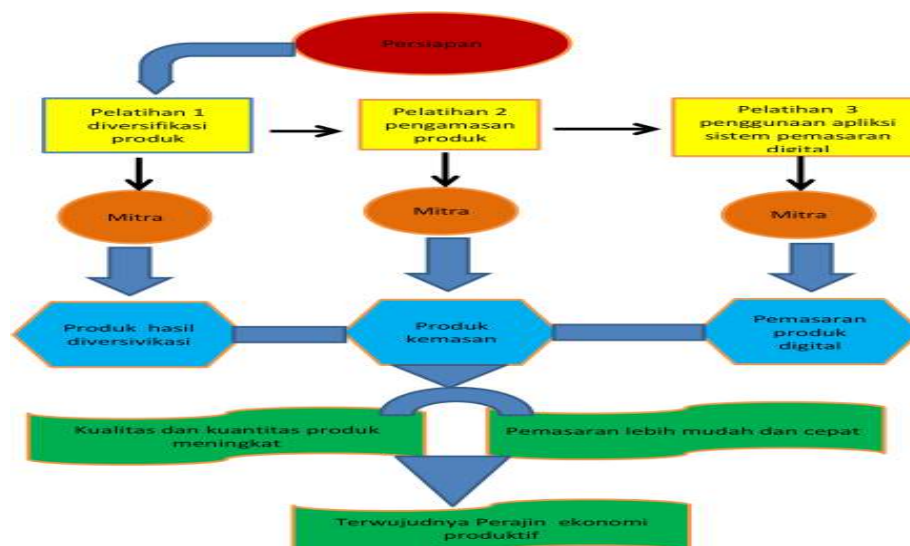 Persiapan
Pelatihan 1
diversifikasi
produk
Pelatihan 2
pengamasan
produk
Pelatihan 3
penggunaan apliksi
sistem pemasaran
digital
Mitra
Mitra
Mitra
Produk hasil
diversivikasi
Produk
kemasan
Pemasaran
produk
digital
Kualitas dan kuantitas produk
meningkat
Pemasaran lebih mudah dan cepat
Terwujudnya Perajin ekonomi
produktif